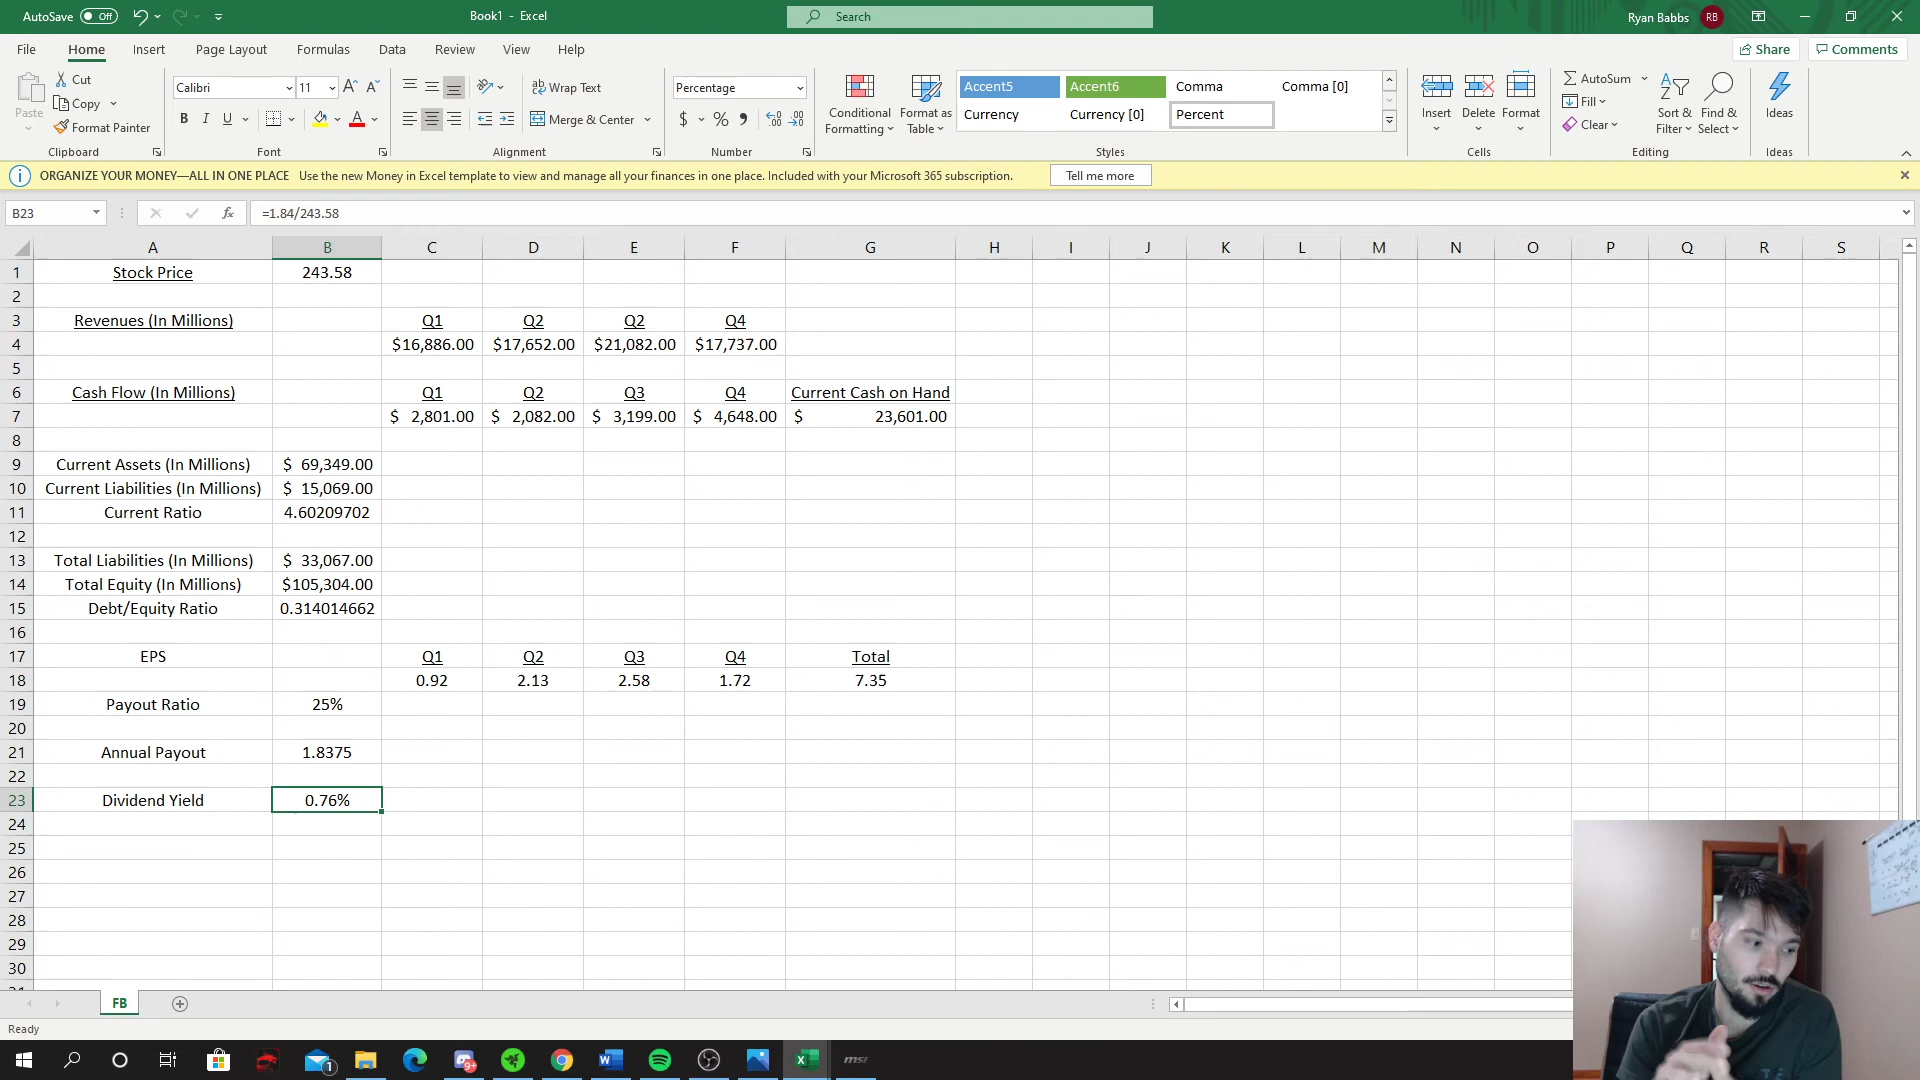 AutoSave Off Book1 - Excel Search Ryan Babbs RB
File Home Insert Page Layout Formulas Data Review View Help Share Comments
Paste Cut Copy Format Painter Clipboard
Calibri 11 B I U A Font
Wrap Text Merge & Center Alignment
Percentage $ % Number
Conditional Formatting Format as Table
Accent5 Accent6 Comma Comma [0]
Currency Currency [0] Percent
Styles
Insert Delete Format Cells
AutoSum Fill Clear Sort & Filter Find & Select Editing
Ideas Ideas
ORGANIZE YOUR MONEY—ALL IN ONE PLACE Use the new Money in Excel template to view and manage all your finances in one place. Included with your Microsoft 365 subscription. Tell me more
B23 fx =1.84/243.58
A B C D E F G H I J K L M N O P Q R S
1 Stock Price 243.58
2
3 Revenues (In Millions) Q1 Q2 Q2 Q4
4 $16,886.00 $17,652.00 $21,082.00 $17,737.00
5
6 Cash Flow (In Millions) Q1 Q2 Q3 Q4 Current Cash on Hand
7 $ 2,801.00 $ 2,082.00 $ 3,199.00 $ 4,648.00 $ 23,601.00
8
9 Current Assets (In Millions) $ 69,349.00
10 Current Liabilities (In Millions) $ 15,069.00
11 Current Ratio 4.60209702
12
13 Total Liabilities (In Millions) $ 33,067.00
14 Total Equity (In Millions) $105,304.00
15 Debt/Equity Ratio 0.314014662
16
17 EPS Q1 Q2 Q3 Q4 Total
18 0.92 2.13 2.58 1.72 7.35
19 Payout Ratio 25%
20
21 Annual Payout 1.8375
22
23 Dividend Yield 0.76%
24
25
26
27
28
29
30
FB
Ready
1 9+ msi